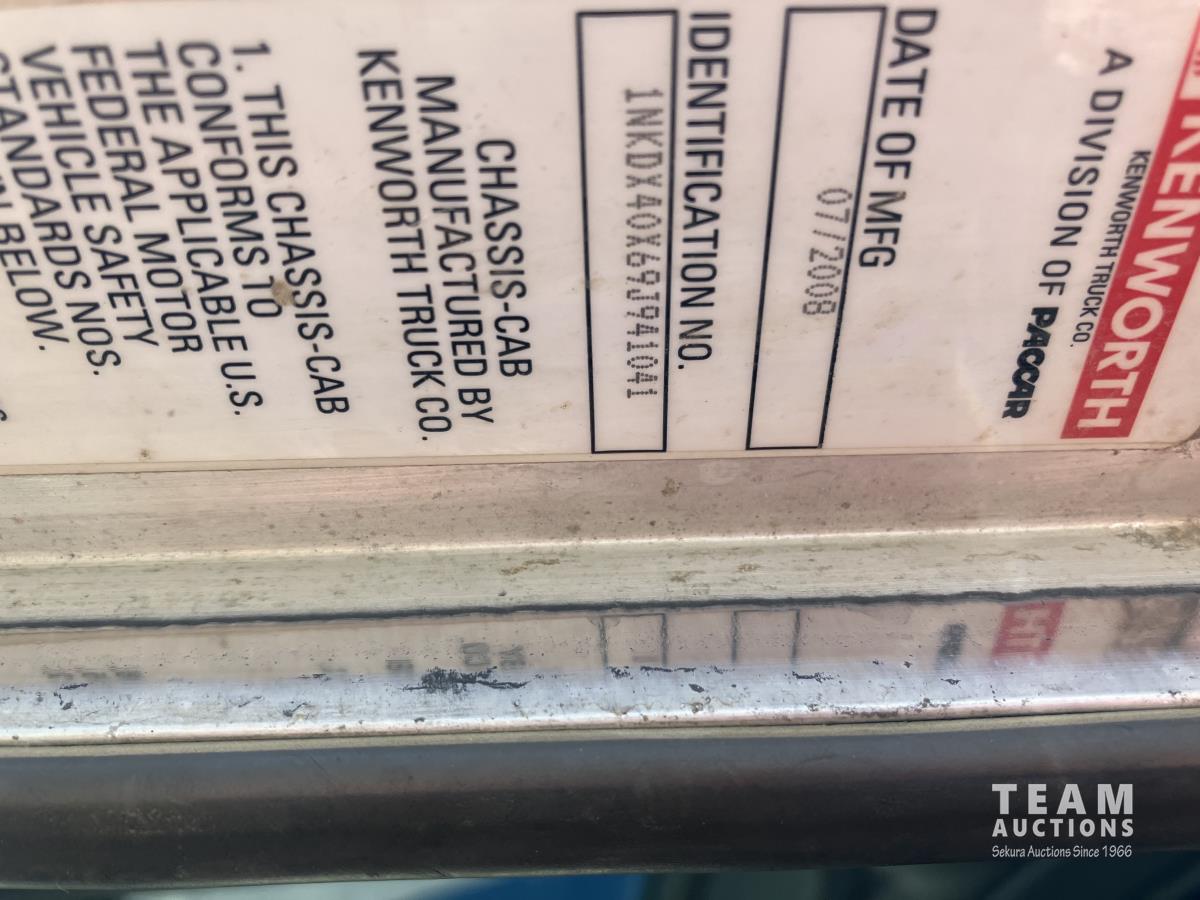 KENWORTH
KENWORTH TRUCK CO.
A DIVISION OF PACCAR
DATE OF MFG
07/2008
IDENTIFICATION NO.
1NKDX40X69J941041
CHASSIS-CAB
MANUFACTURED BY
KENWORTH TRUCK CO.
1. THIS CHASSIS-CAB
CONFORMS TO
THE APPLICABLE U.S.
FEDERAL MOTOR
VEHICLE SAFETY
STANDARDS NOS.
BELOW.
TEAM
AUCTIONS
Sekura Auctions Since 1966